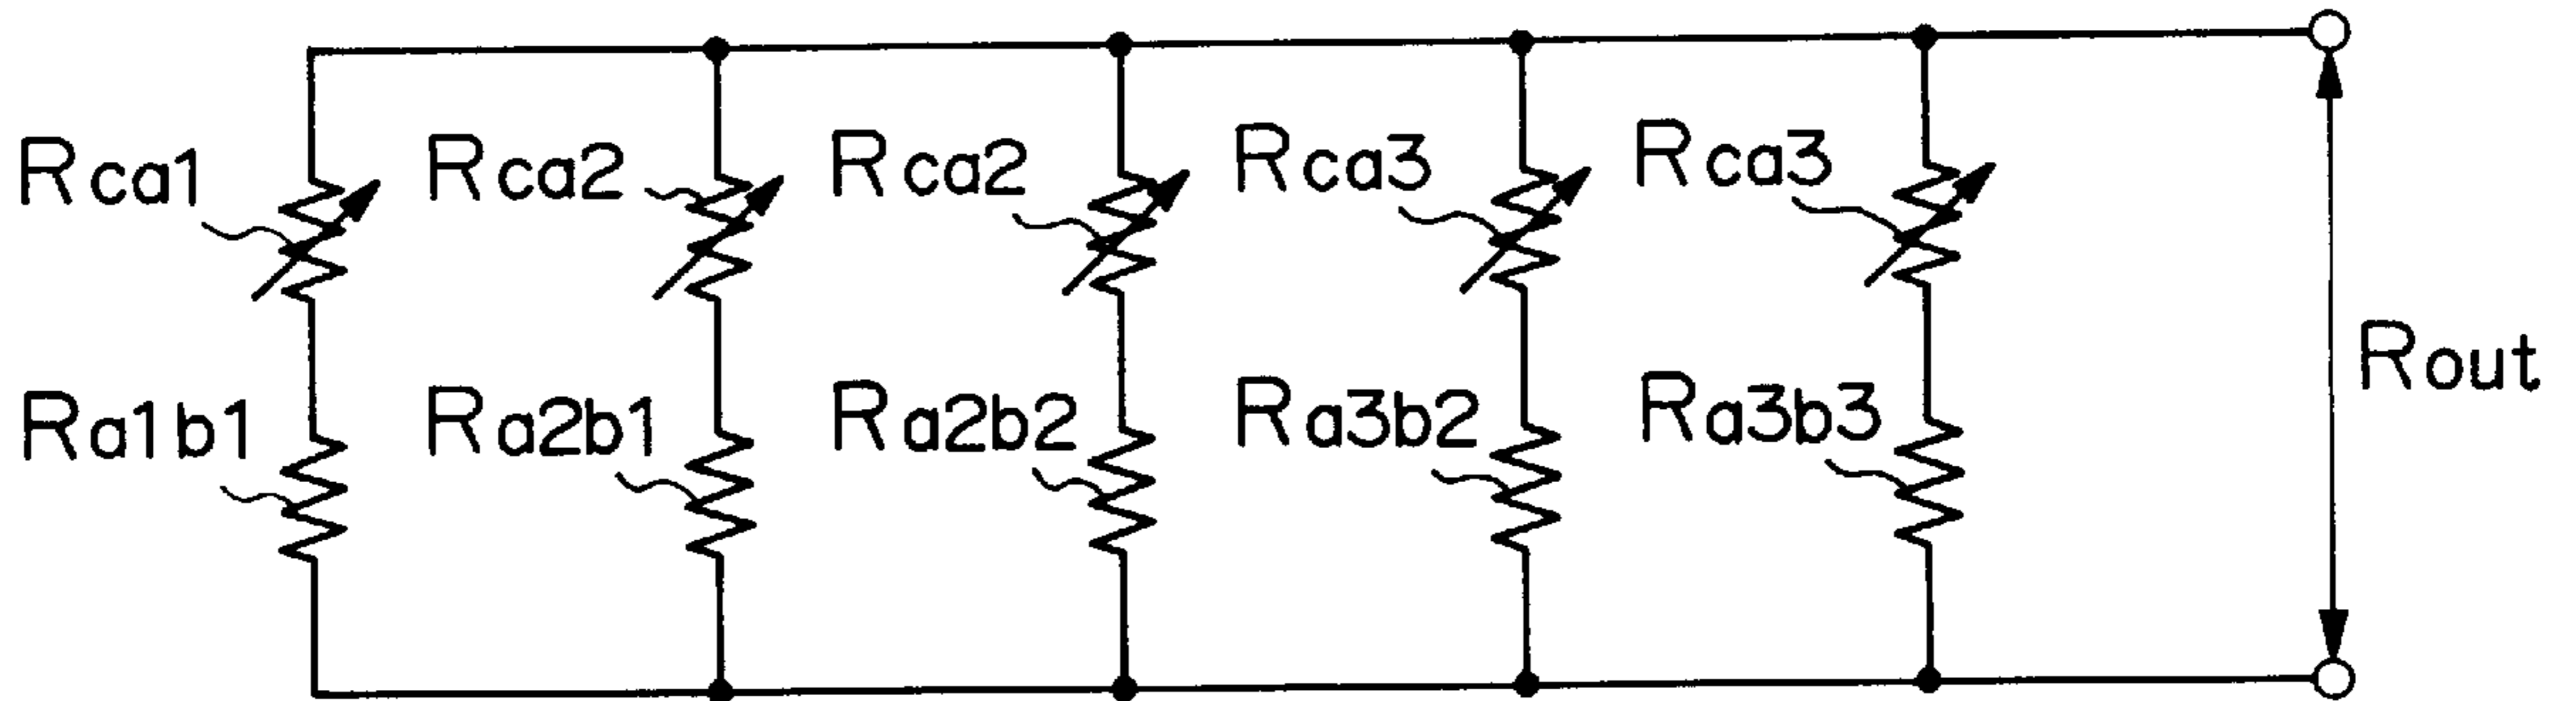 Rca1 Rca2 Rca2 Rca3 Rca3
Rout
Ra1b1 Ra2b1 Ra2b2 Ra3b2 Ra3b3